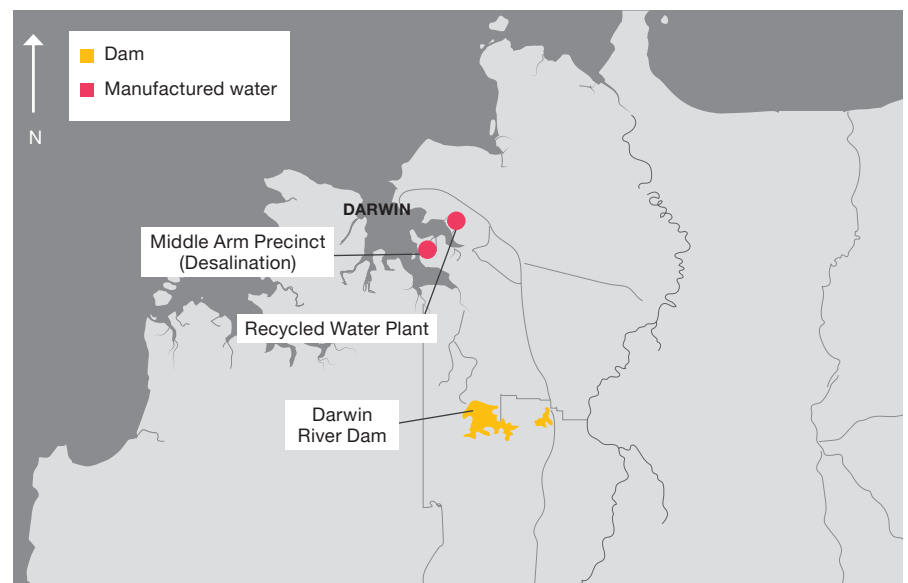 Dam
Manufactured water
N
DARWIN
Middle Arm Precinct
(Desalination)
Recycled Water Plant
Darwin
River Dam